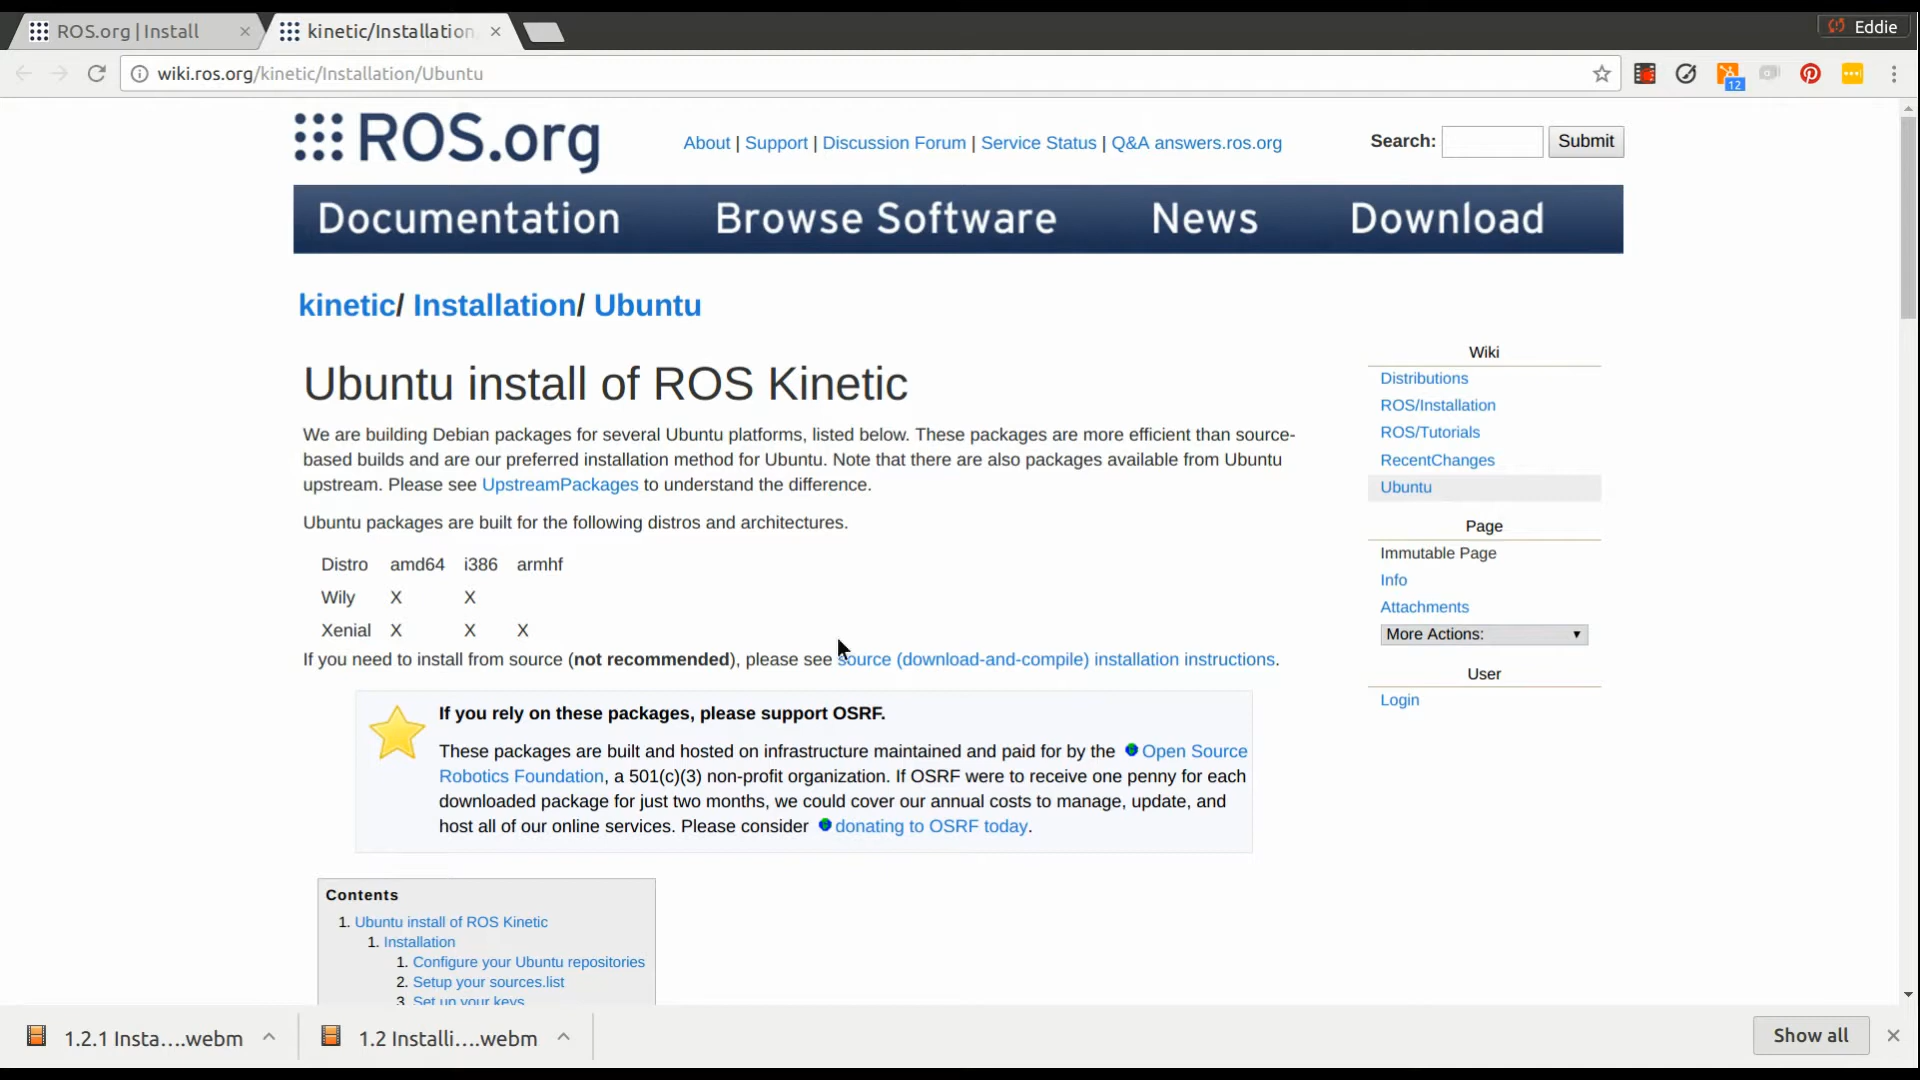 ROS.org | Install
kinetic/Installation
Eddie
wiki.ros.org/kinetic/Installation/Ubuntu
12
ROS.org
About | Support | Discussion Forum | Service Status | Q&A answers.ros.org
Search:
Submit
Documentation Browse Software News Download
kinetic/ Installation/ Ubuntu
Ubuntu install of ROS Kinetic
We are building Debian packages for several Ubuntu platforms, listed below. These packages are more efficient than source-
based builds and are our preferred installation method for Ubuntu. Note that there are also packages available from Ubuntu
upstream. Please see UpstreamPackages to understand the difference.
Ubuntu packages are built for the following distros and architectures.
Distro amd64 i386 armhf
Wily X X
Xenial X X X
If you need to install from source (not recommended), please see source (download-and-compile) installation instructions.
If you rely on these packages, please support OSRF.
These packages are built and hosted on infrastructure maintained and paid for by the Open Source
Robotics Foundation, a 501(c)(3) non-profit organization. If OSRF were to receive one penny for each
downloaded package for just two months, we could cover our annual costs to manage, update, and
host all of our online services. Please consider donating to OSRF today.
Contents
1. Ubuntu install of ROS Kinetic
1. Installation
1. Configure your Ubuntu repositories
2. Setup your sources.list
3. Set up your keys
Wiki
Distributions
ROS/Installation
ROS/Tutorials
RecentChanges
Ubuntu
Page
Immutable Page
Info
Attachments
More Actions:
User
Login
1.2.1 Insta....webm
1.2 Installi....webm
Show all